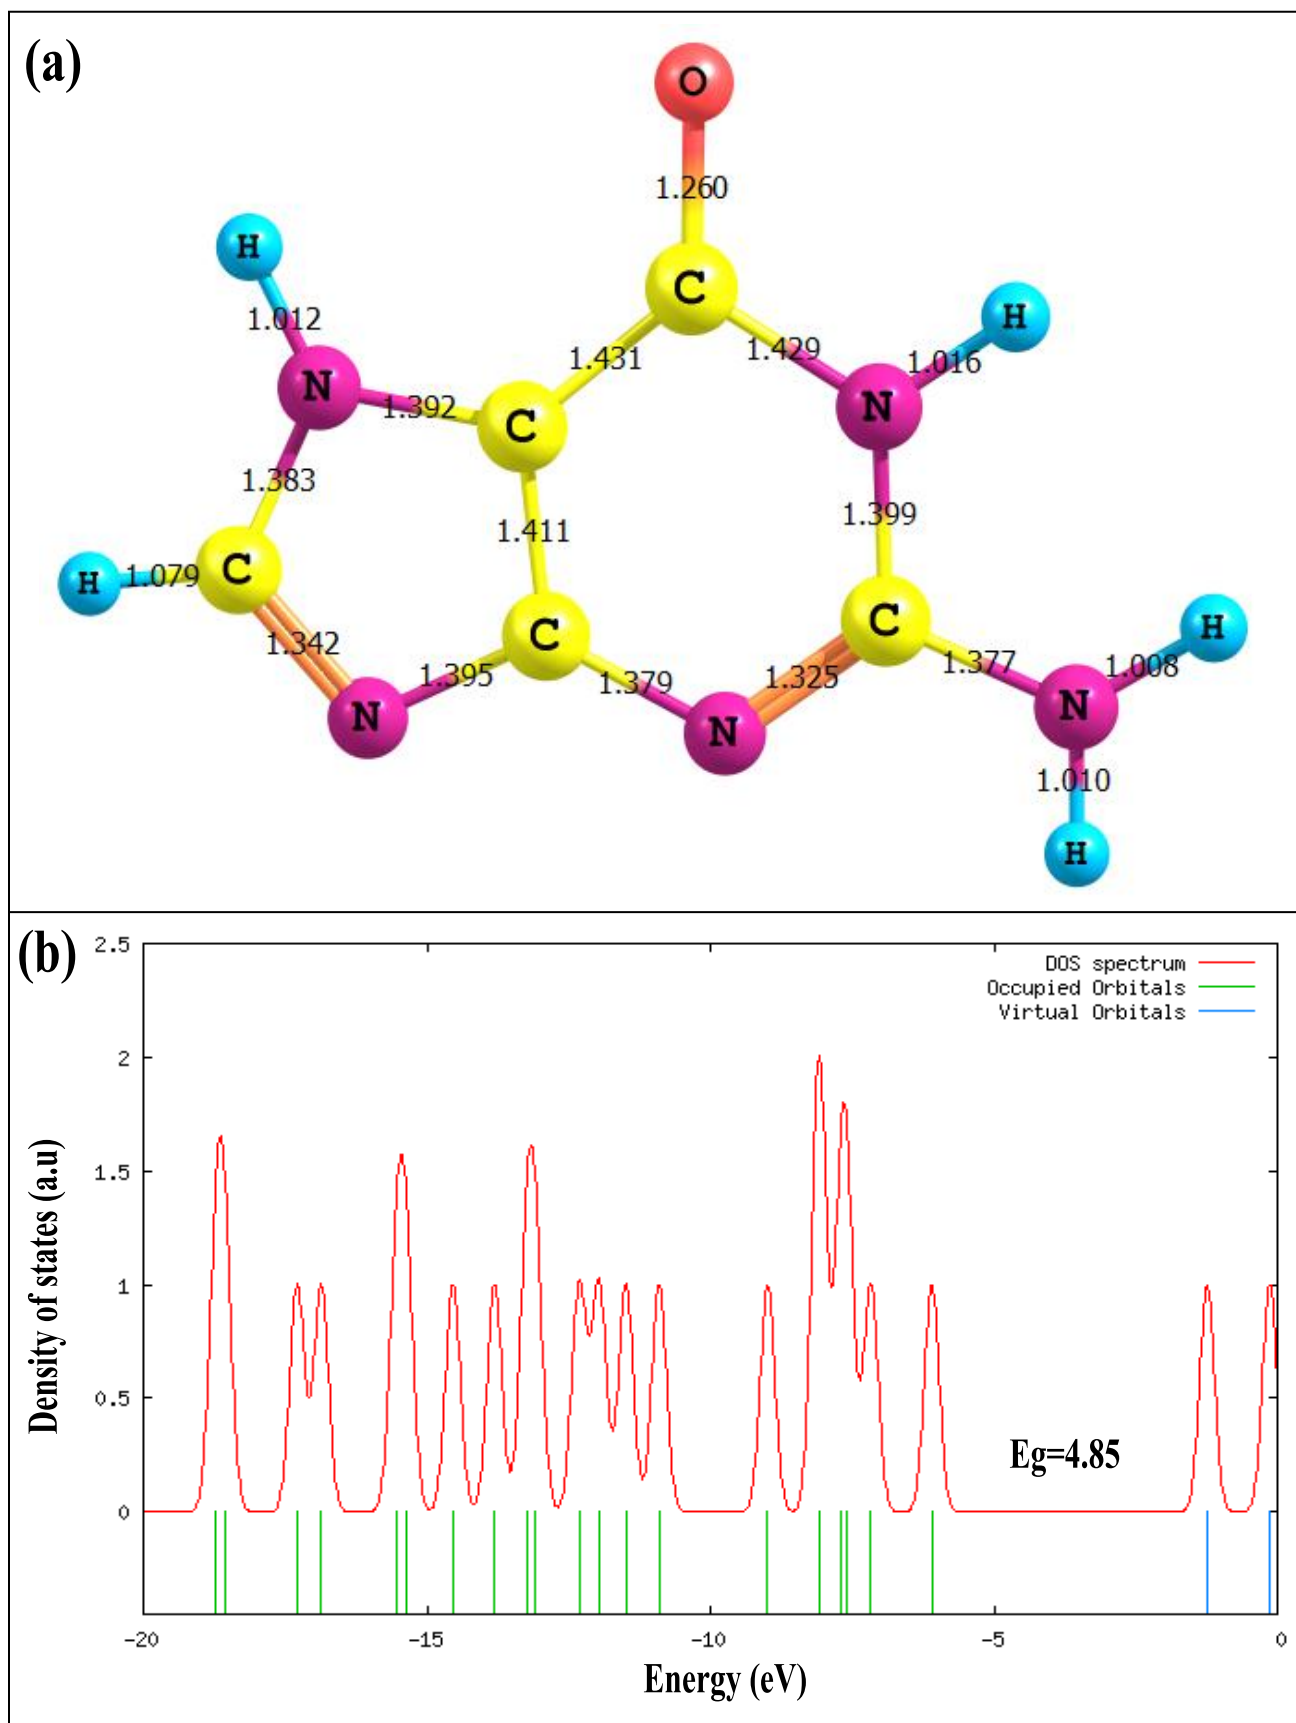 (a)
O
1.260
H
C
H
1.012
1.431
1.429
1.016
N
1.392
C
N
1.383
1.411
1.399
H
1.079
C
C
C
H
1.342
1.395
1.379
1.325
1.377
1.008
N
N
N
1.010
H
(b)
2.5
DOS spectrum
Occupied Orbitals
Virtual Orbitals
2
1.5
1
0.5
0
Density of states (a.u)
Eg=4.85
-20
-15
-10
-5
0
Energy (eV)